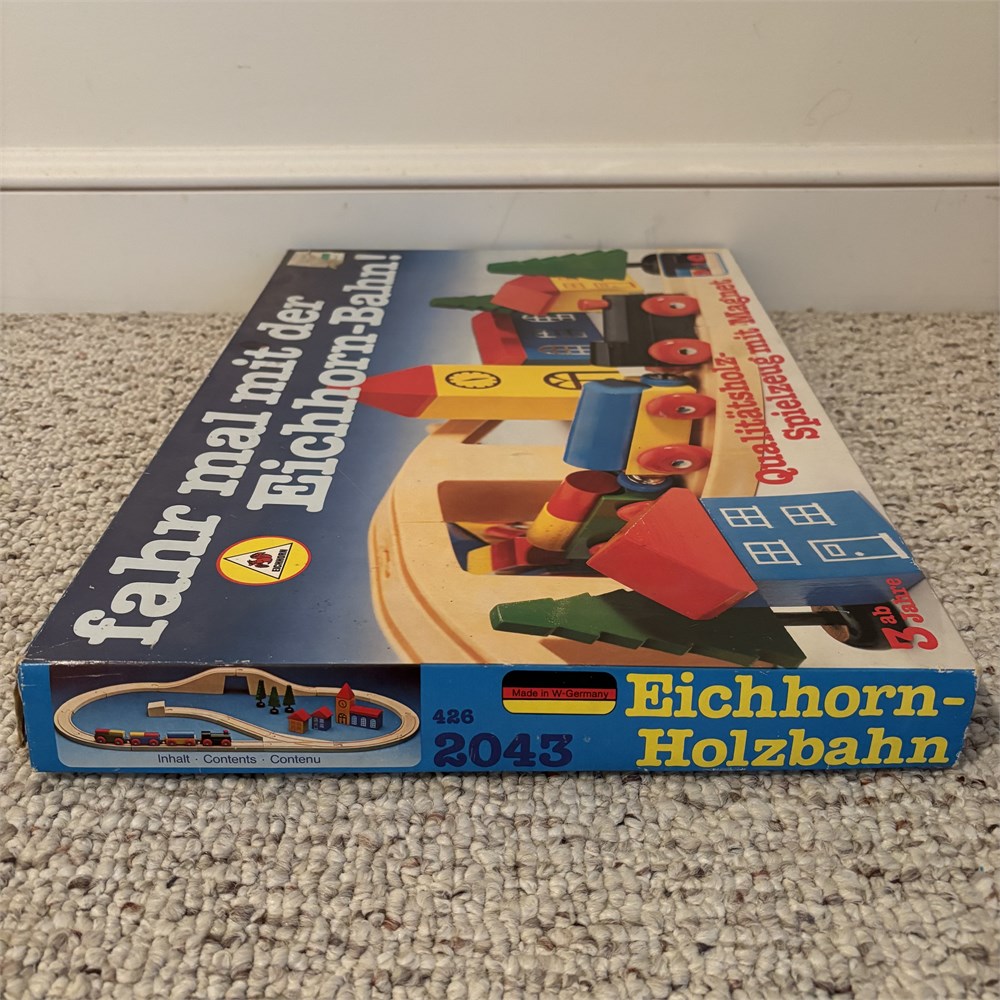 fahr mal mit der
Eichhorn-Bahn!
EICHHORN
Qualitätsholz-
Spielzeug mit Magnet
ab
3 Jahre
Inhalt · Contents · Contenu
426
2043
Made in W-Germany
Eichhorn-
Holzbahn